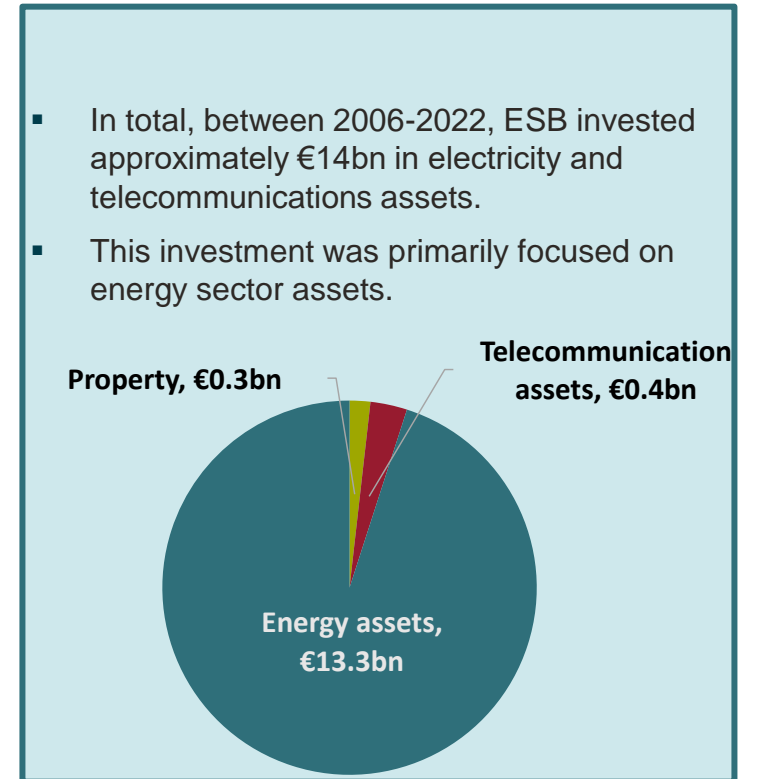 ▪ In total, between 2006-2022, ESB invested
approximately €14bn in electricity and
telecommunications assets.
▪ This investment was primarily focused on
energy sector assets.
Property, €0.3bn
Telecommunication
assets, €0.4bn
Energy assets,
€13.3bn